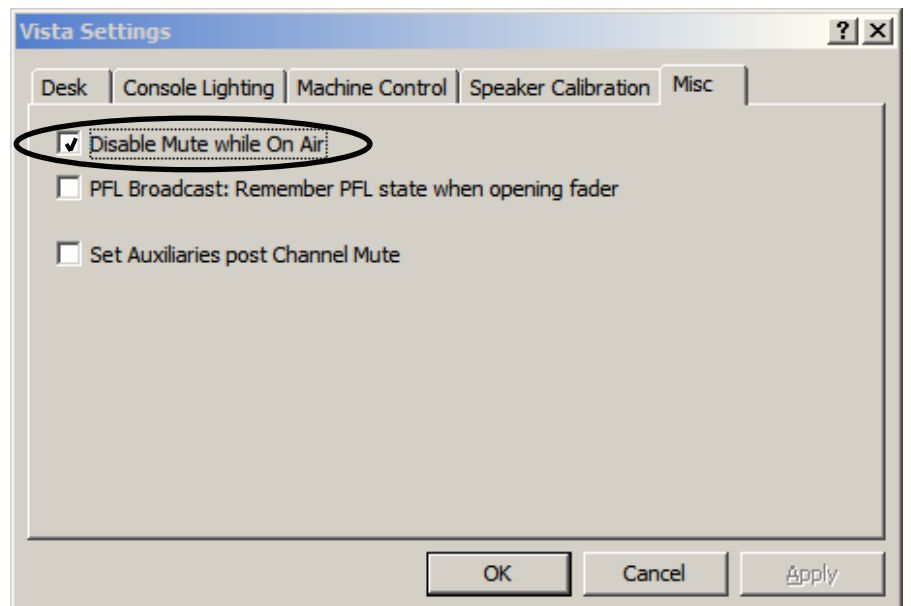 Vista Settings
Desk Console Lighting Machine Control Speaker Calibration Misc
Disable Mute while On Air
PFL Broadcast: Remember PFL state when opening fader
Set Auxiliaries post Channel Mute
OK Cancel Apply